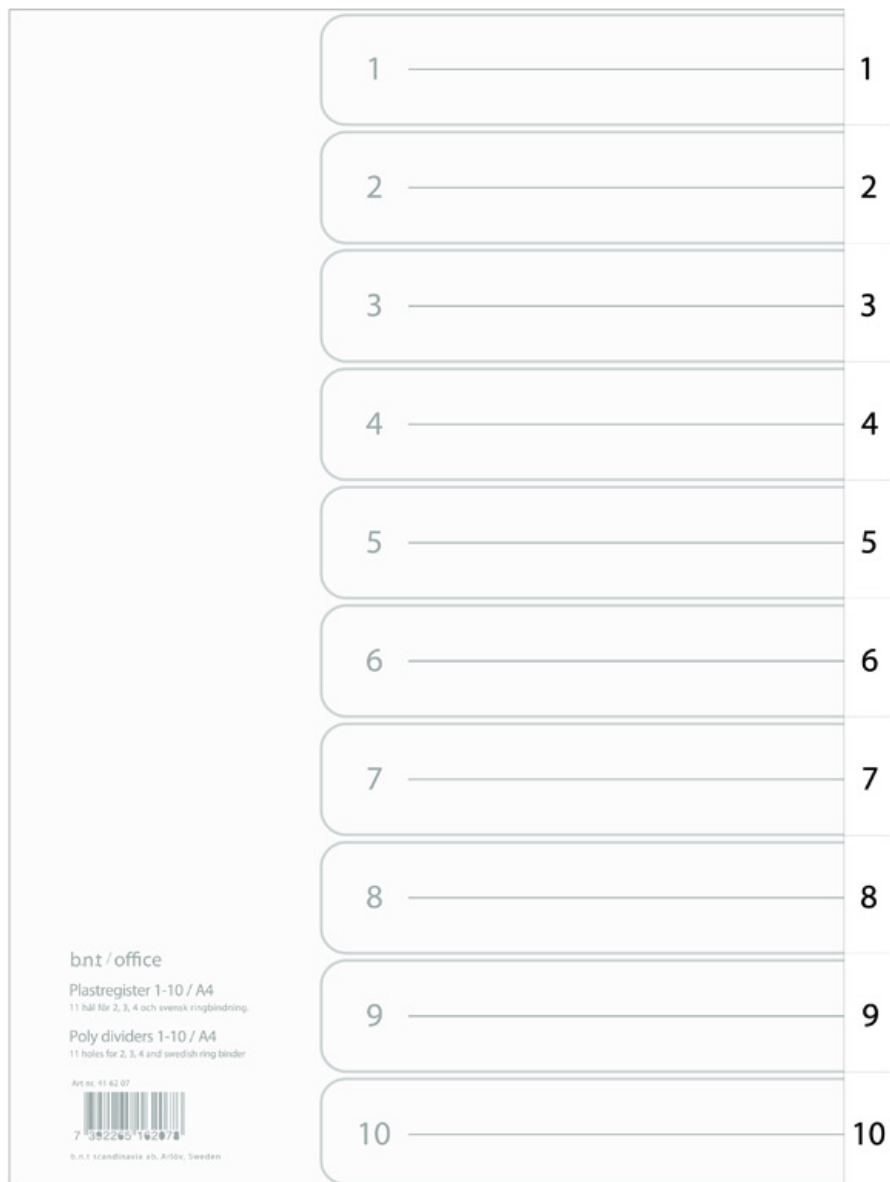 1 1
2 2
3 3
4 4
5 5
6 6
7 7
8 8
9 9
10 10
b.n.t / office
Plastregister 1-10 / A4
11 hål för 2, 3, 4 och svensk ringbindning.
Poly dividers 1-10 / A4
11 holes for 2, 3, 4 and swedish ring binder
Art nr. 41 62 07
7 392265 162078
b.n.t scandinavia ab, Arlöv, Sweden